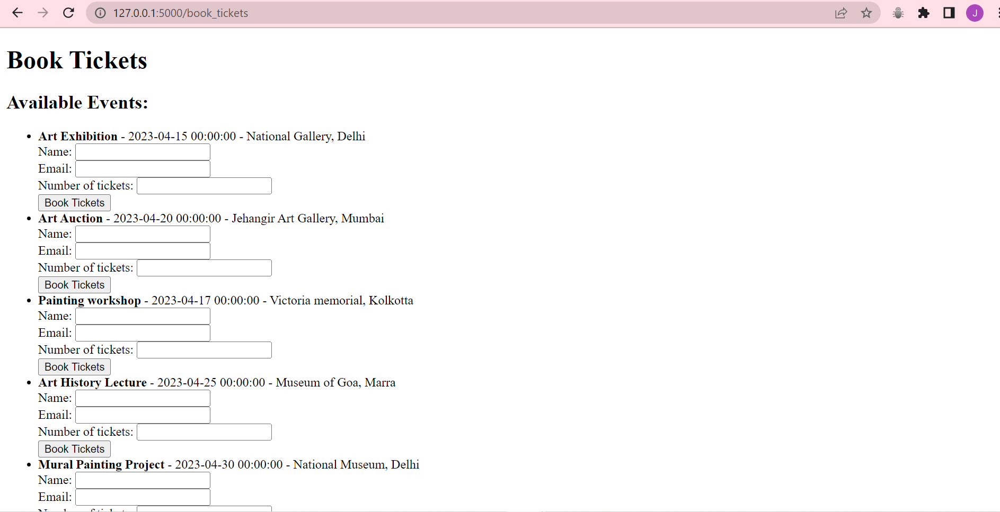 127.0.0.1:5000/book_tickets
J
Book Tickets
Available Events:
Art Exhibition - 2023-04-15 00:00:00 - National Gallery, Delhi
Name:
Email:
Number of tickets:
Book Tickets
Art Auction - 2023-04-20 00:00:00 - Jehangir Art Gallery, Mumbai
Name:
Email:
Number of tickets:
Book Tickets
Painting workshop - 2023-04-17 00:00:00 - Victoria memorial, Kolkotta
Name:
Email:
Number of tickets:
Book Tickets
Art History Lecture - 2023-04-25 00:00:00 - Museum of Goa, Marra
Name:
Email:
Number of tickets:
Book Tickets
Mural Painting Project - 2023-04-30 00:00:00 - National Museum, Delhi
Name:
Email: